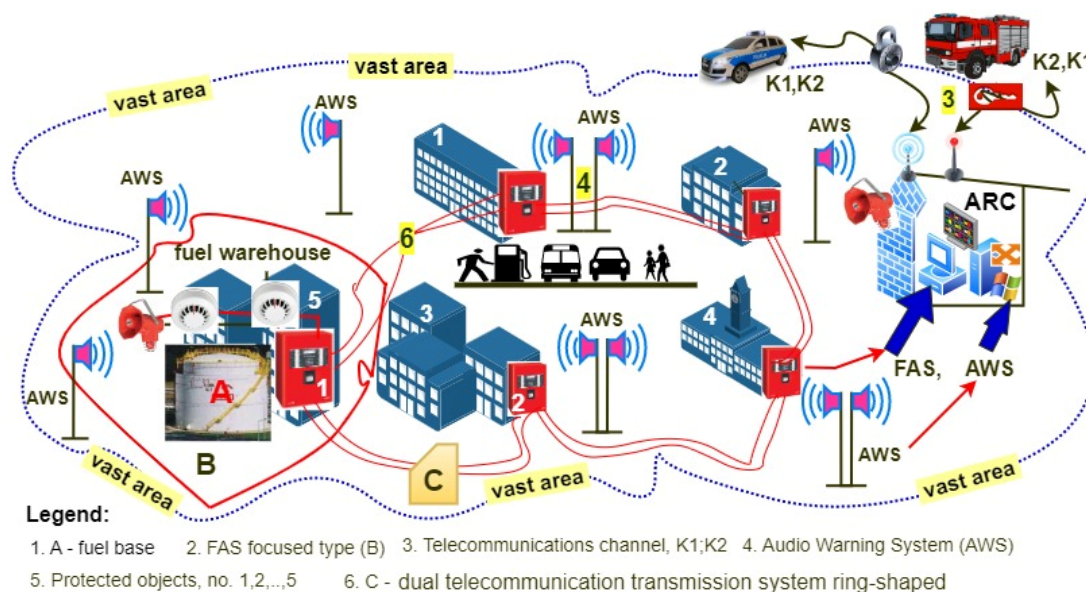 vast area
vast area
vast area
K1,K2
K2,K1
3
AWS
AWS
AWS
AWS
1
4
2
ARC
6
fuel warehouse
5
3
AWS
4
AWS
A
1
2
FAS,
AWS
AWS
B
C
vast area
vast area
vast area
Legend:
1. A - fuel base
2. FAS focused type (B)
3. Telecommunications channel, K1;K2
4. Audio Warning System (AWS)
5. Protected objects, no. 1,2,..,5
6. C - dual telecommunication transmission system ring-shaped